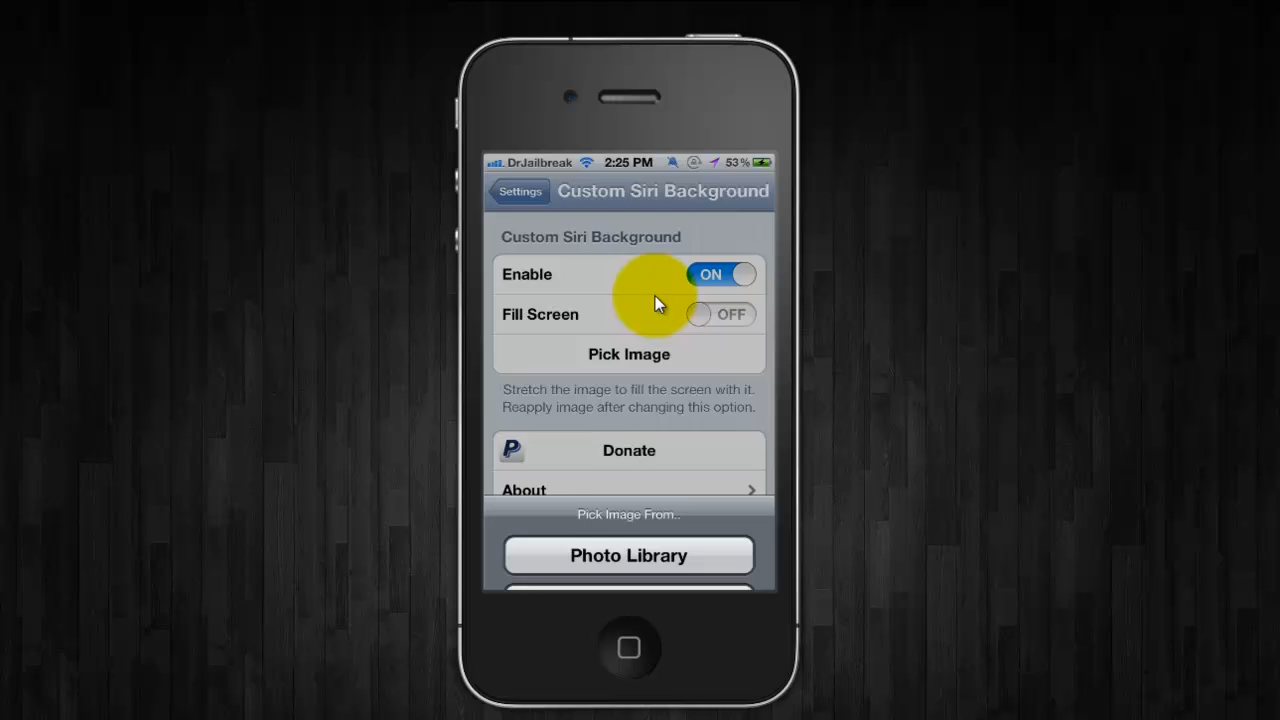 DrJailbreak 2:25 PM 53%
Settings Custom Siri Background
Custom Siri Background
Enable ON
Fill Screen OFF
Pick Image
Stretch the image to fill the screen with it.
Reapply image after changing this option.
Donate
About
Pick Image From..
Photo Library